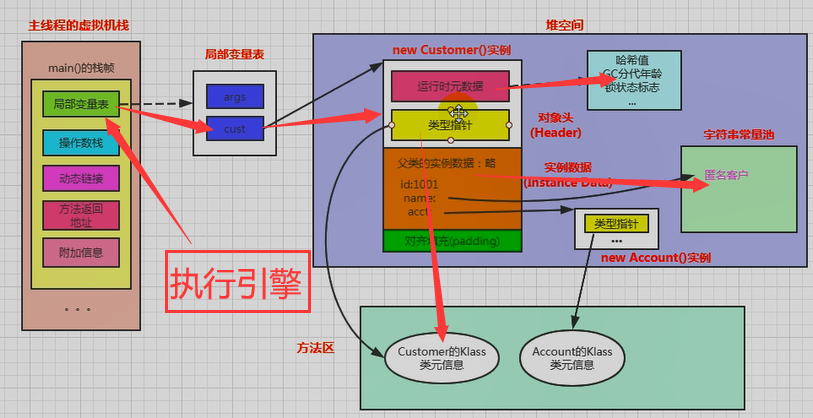 主线程的虚拟机栈
main()的栈帧
局部变量表
操作数栈
动态链接
方法返回
地址
附加信息
...
局部变量表
args
cust
执行引擎
堆空间
new Customer()实例
运行时元数据
类型指针
对象头
(Header)
父类的实例数据：略
id:1001
name:
acct:
实例数据
(Instance Data)
对齐填充(padding)
哈希值
GC分代年龄
锁状态标志
...
字符串常量池
匿名客户
类型指针
...
new Account()实例
方法区
Customer的Klass
类元信息
Account的Klass
类元信息